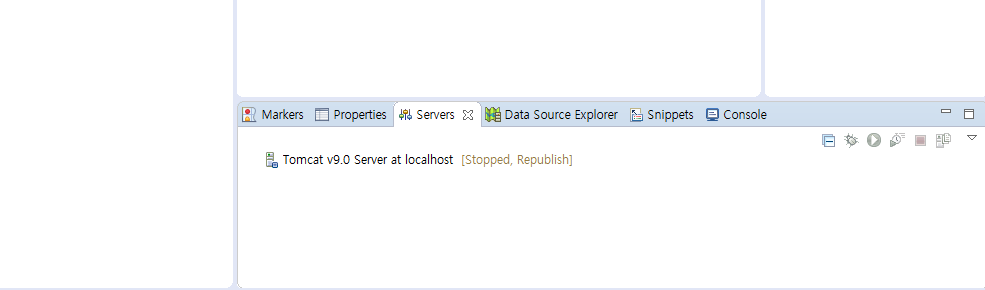 Markers Properties Servers Data Source Explorer Snippets Console
Tomcat v9.0 Server at localhost [Stopped, Republish]